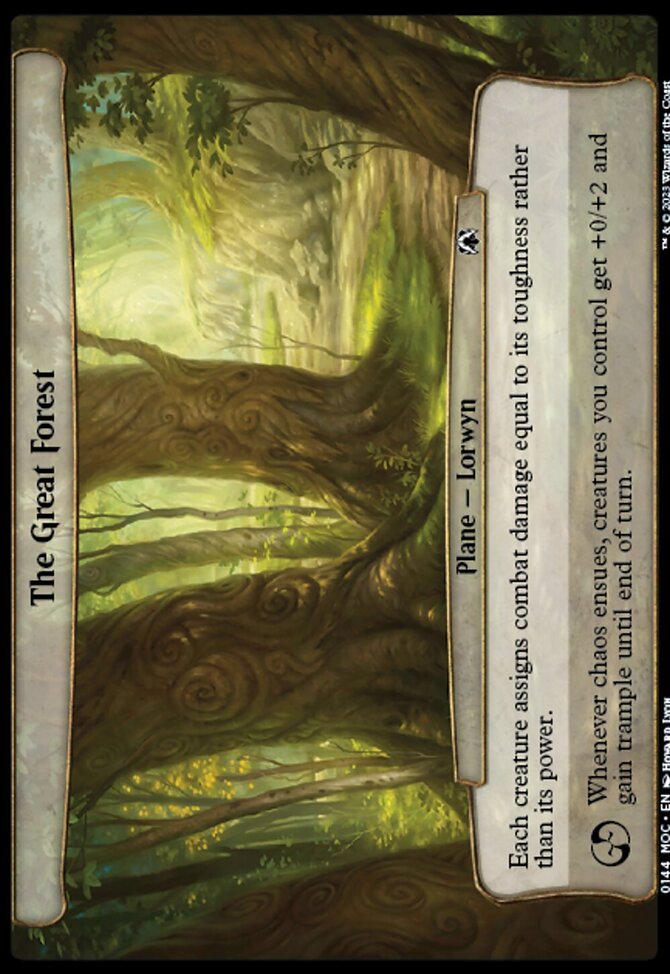 The Great Forest
Plane — Lorwyn
Each creature assigns combat damage equal to its toughness rather
than its power.
Whenever chaos ensues, creatures you control get +0/+2 and
gain trample until end of turn.
0144 MOC • EN Howard Lyon
™ & © 2023 Wizards of the Coast